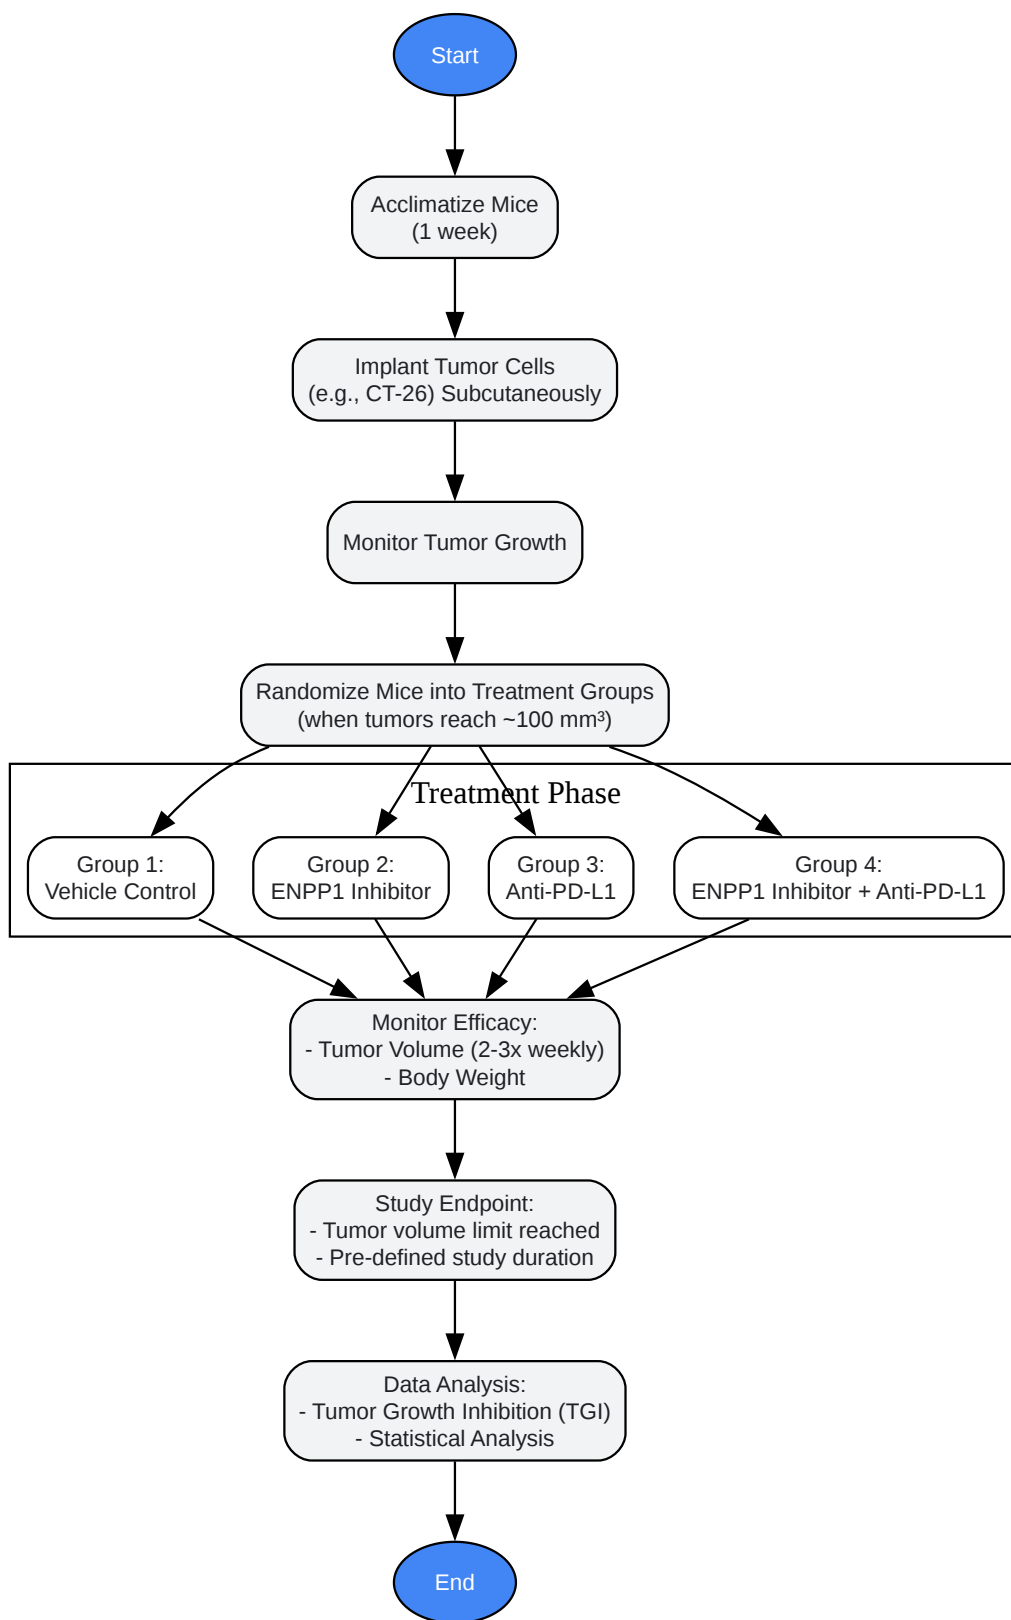 Start
Acclimatize Mice
(1 week)
Implant Tumor Cells
(e.g., CT-26) Subcutaneously
Monitor Tumor Growth
Randomize Mice into Treatment Groups
(when tumors reach ~100 mm³)
Treatment Phase
Group 1:
Vehicle Control
Group 2:
ENPP1 Inhibitor
Group 3:
Anti-PD-L1
Group 4:
ENPP1 Inhibitor + Anti-PD-L1
Monitor Efficacy:
- Tumor Volume (2-3x weekly)
- Body Weight
Study Endpoint:
- Tumor volume limit reached
- Pre-defined study duration
Data Analysis:
- Tumor Growth Inhibition (TGI)
- Statistical Analysis
End